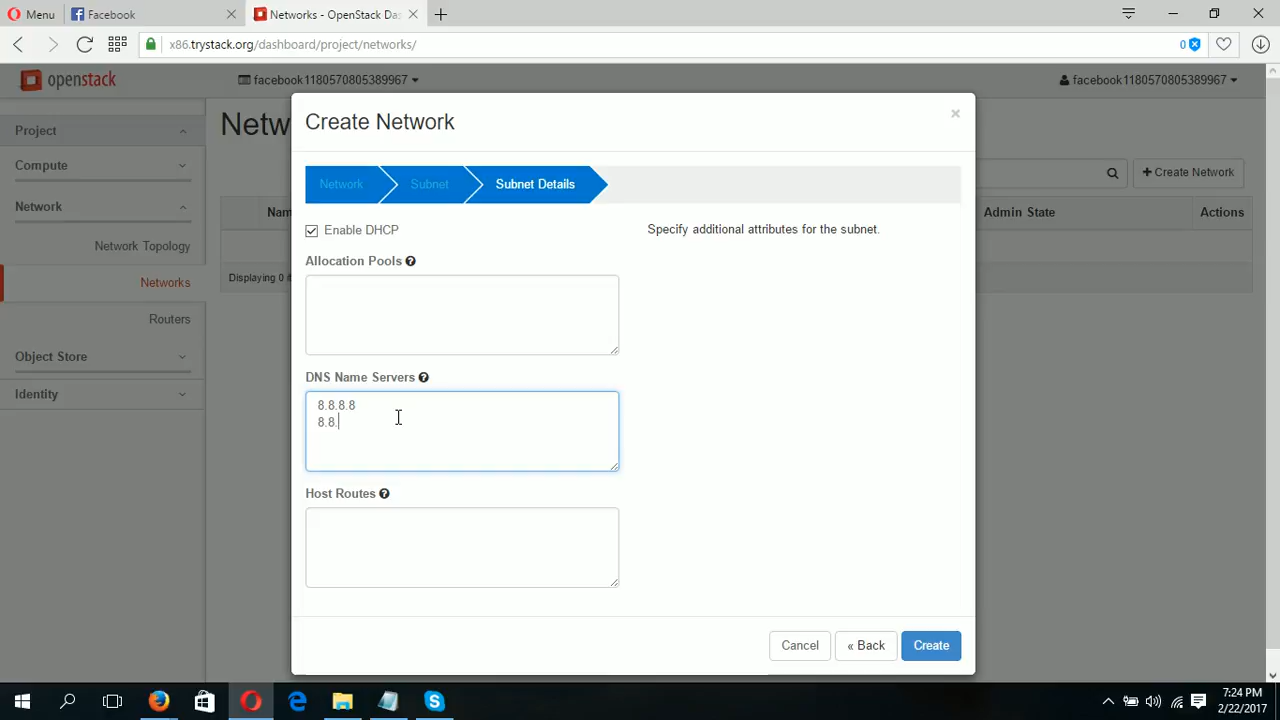 Menu
Facebook
Networks - OpenStack Das
x86.trystack.org/dashboard/project/networks/
0
openstack
facebook1180570805389967
facebook1180570805389967
Project
Compute
Network
Network Topology
Networks
Routers
Object Store
Identity
Netw
+ Create Network
Nam
Admin State
Actions
Displaying 0 it
Create Network
×
Network
Subnet
Subnet Details
Enable DHCP
Specify additional attributes for the subnet.
Allocation Pools
DNS Name Servers
8.8.8.8
8.8.
Host Routes
Cancel
« Back
Create
7:24 PM
2/22/2017